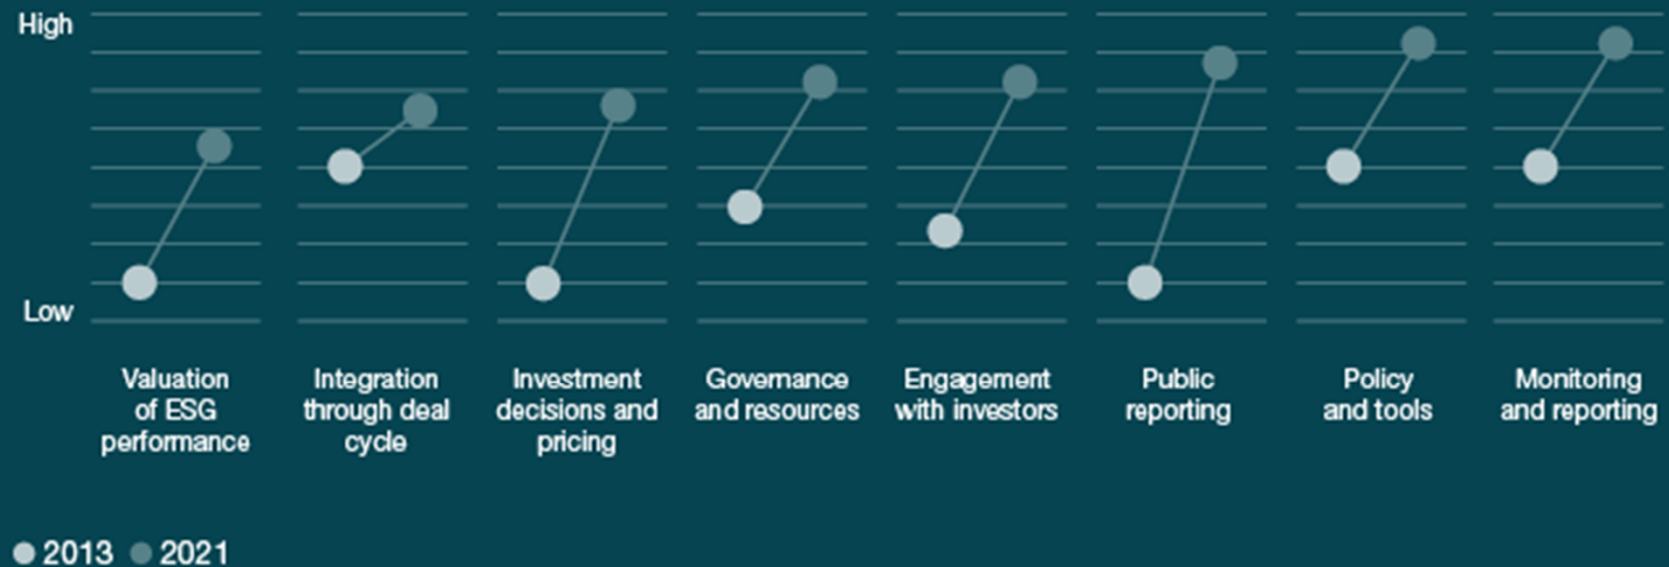 High
Low
Valuation
of ESG
performance
Integration
through deal
cycle
Investment
decisions and
pricing
Governance
and resources
Engagement
with investors
Public
reporting
Policy
and tools
Monitoring
and reporting
2013 2021